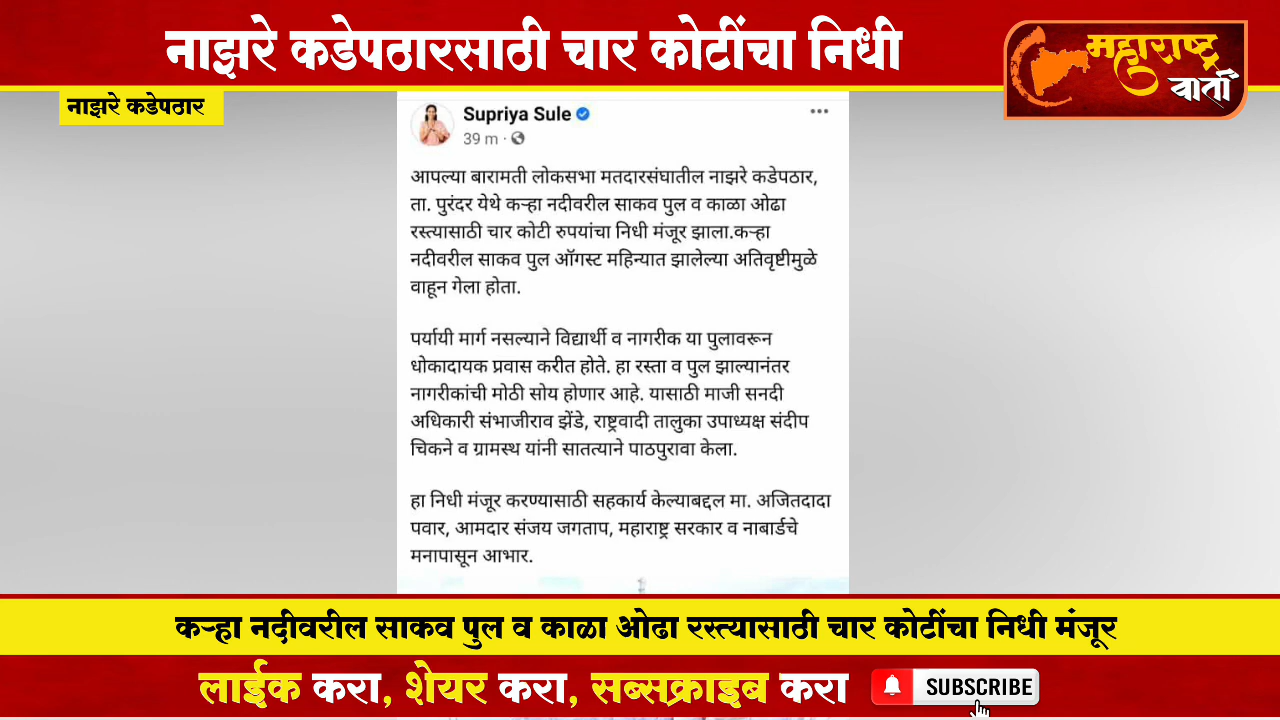 नाझरे कडेपठारसाठी चार कोटींचा निधी
महाराष्ट्र
वार्ता
नाझरे कडेपठार
Supriya Sule
39 m ·
आपल्या बारामती लोकसभा मतदारसंघातील नाझरे कडेपठार,
ता. पुरंदर येथे कऱ्हा नदीवरील साकव पुल व काळा ओढा
रस्त्यासाठी चार कोटी रुपयांचा निधी मंजूर झाला.कऱ्हा
नदीवरील साकव पुल ऑगस्ट महिन्यात झालेल्या अतिवृष्टीमुळे
वाहून गेला होता.
पर्यायी मार्ग नसल्याने विद्यार्थी व नागरीक या पुलावरून
धोकादायक प्रवास करीत होते. हा रस्ता व पुल झाल्यानंतर
नागरीकांची मोठी सोय होणार आहे. यासाठी माजी सनदी
अधिकारी संभाजीराव झेंडे, राष्ट्रवादी तालुका उपाध्यक्ष संदीप
चिकने व ग्रामस्थ यांनी सातत्याने पाठपुरावा केला.
हा निधी मंजूर करण्यासाठी सहकार्य केल्याबद्दल मा. अजितदादा
पवार, आमदार संजय जगताप, महाराष्ट्र सरकार व नाबार्डचे
मनापासून आभार.
कऱ्हा नदीवरील साकव पुल व काळा ओढा रस्त्यासाठी चार कोटींचा निधी मंजूर
लाईक करा, शेयर करा, सब्सक्राइब करा
SUBSCRIBE